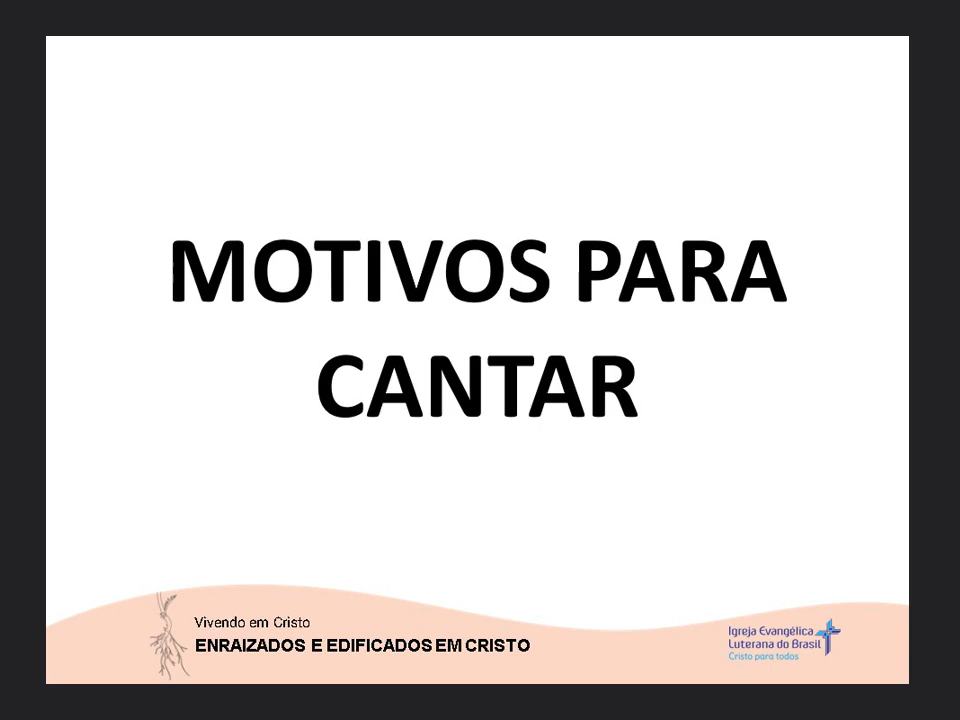 MOTIVOS PARA
CANTAR
Vivendo em Cristo
ENRAIZADOS E EDIFICADOS EM CRISTO
Igreja Evangélica
Luterana do Brasil
Cristo para todos